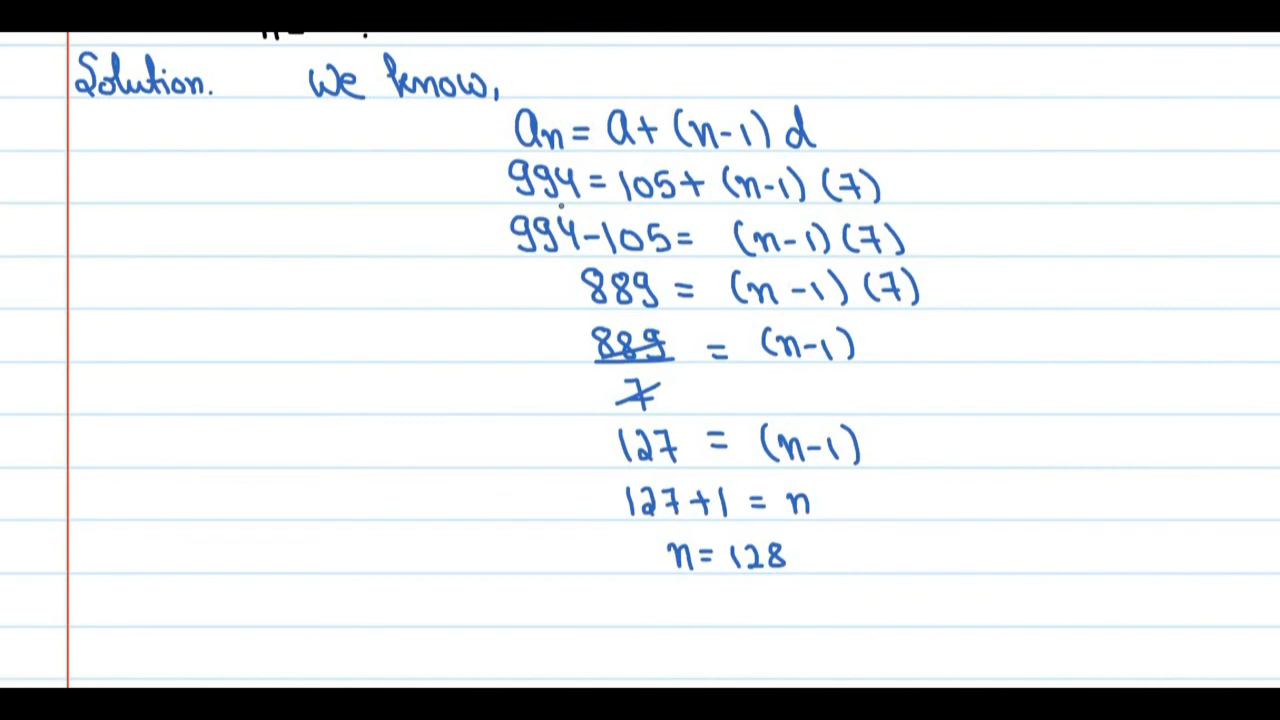 Solution. We know,
an = a + (n-1) d
994 = 105 + (n-1) (7)
994-105 = (n-1) (7)
889 = (n-1) (7)
889/7 = (n-1)
127 = (n-1)
127+1 = n
n = 128